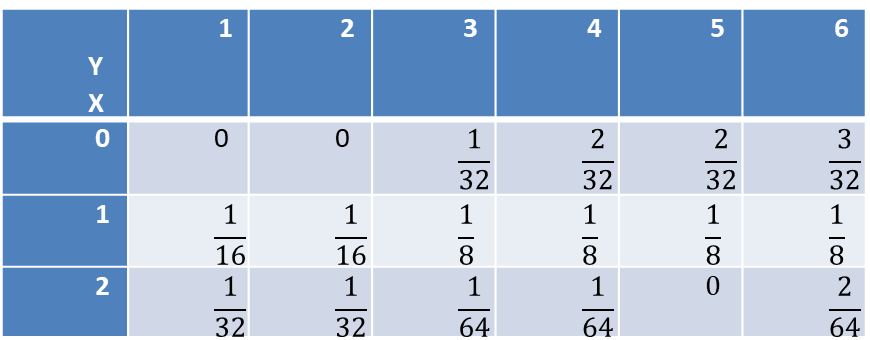 Y 1 2 3 4 5 6
X
0 0 0 1/32 2/32 2/32 3/32
1 1/16 1/16 1/8 1/8 1/8 1/8
2 1/32 1/32 1/64 1/64 0 2/64